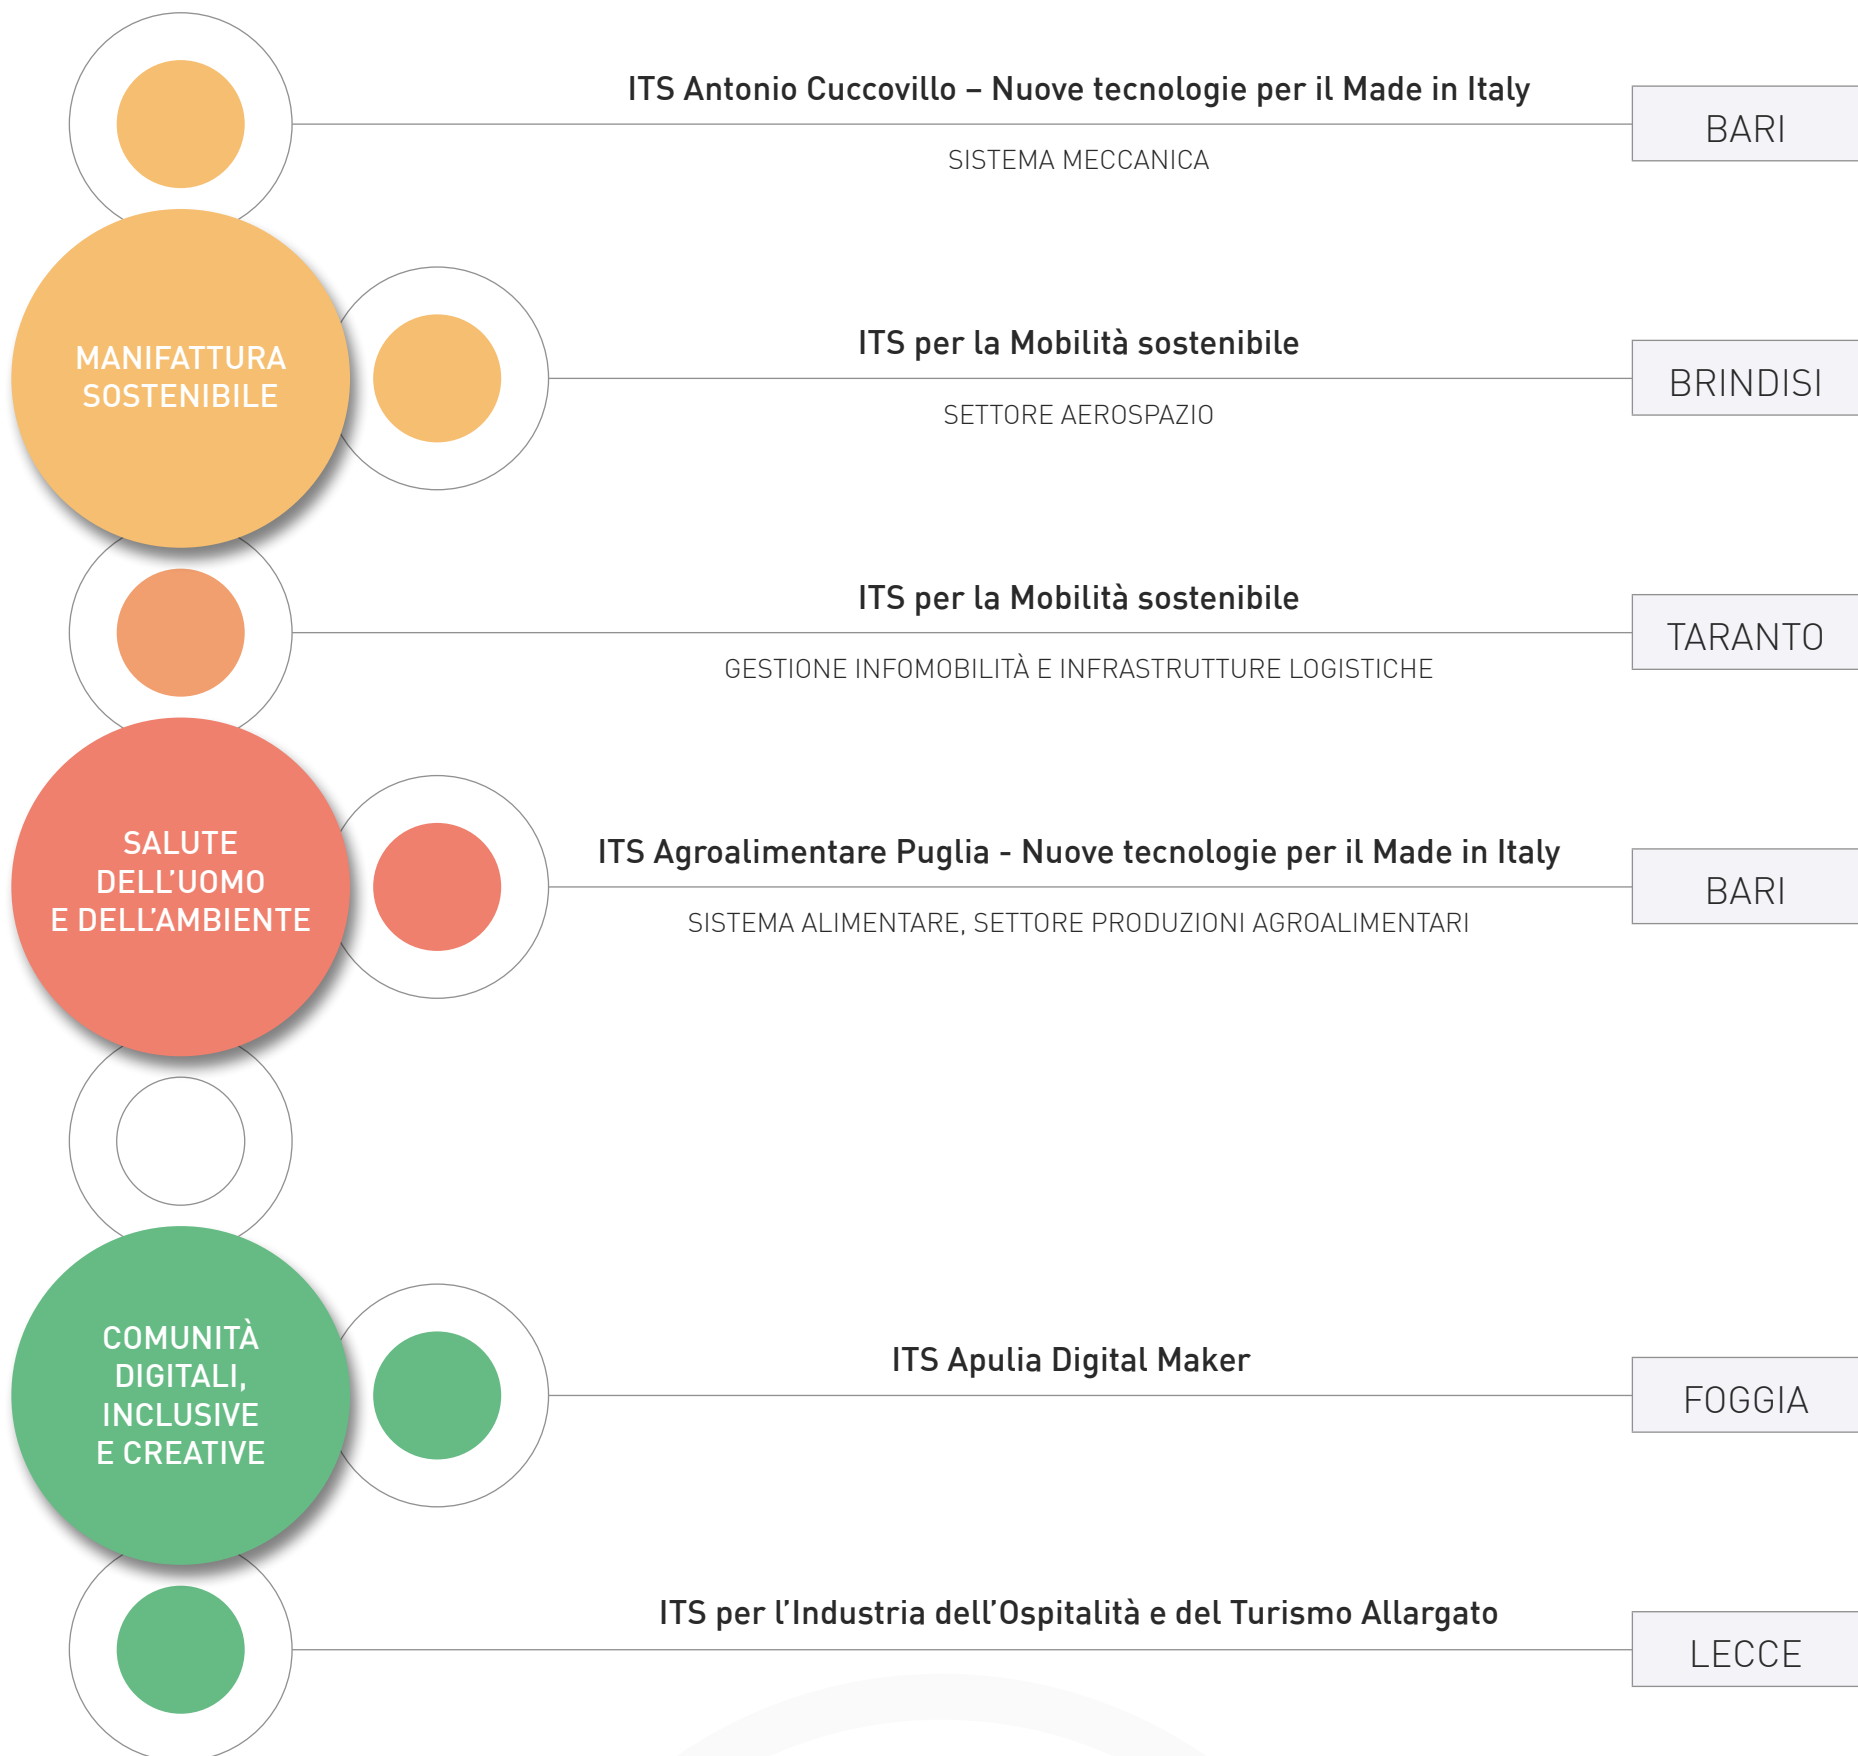 ITS Antonio Cuccovillo – Nuove tecnologie per il Made in Italy
SISTEMA MECCANICA
BARI
MANIFATTURA
SOSTENIBILE
ITS per la Mobilità sostenibile
SETTORE AEROSPAZIO
BRINDISI
ITS per la Mobilità sostenibile
GESTIONE INFOMOBILITÀ E INFRASTRUTTURE LOGISTICHE
TARANTO
SALUTE
DELL’UOMO
E DELL’AMBIENTE
ITS Agroalimentare Puglia - Nuove tecnologie per il Made in Italy
SISTEMA ALIMENTARE, SETTORE PRODUZIONI AGROALIMENTARI
BARI
COMUNITÀ
DIGITALI,
INCLUSIVE
E CREATIVE
ITS Apulia Digital Maker
FOGGIA
ITS per l’Industria dell’Ospitalità e del Turismo Allargato
LECCE